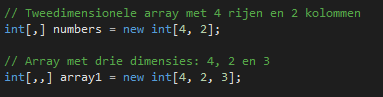 // Tweedimensionele array met 4 rijen en 2 kolommen
int[,] numbers = new int[4, 2];
// Array met drie dimensies: 4, 2 en 3
int[,,] array1 = new int[4, 2, 3];